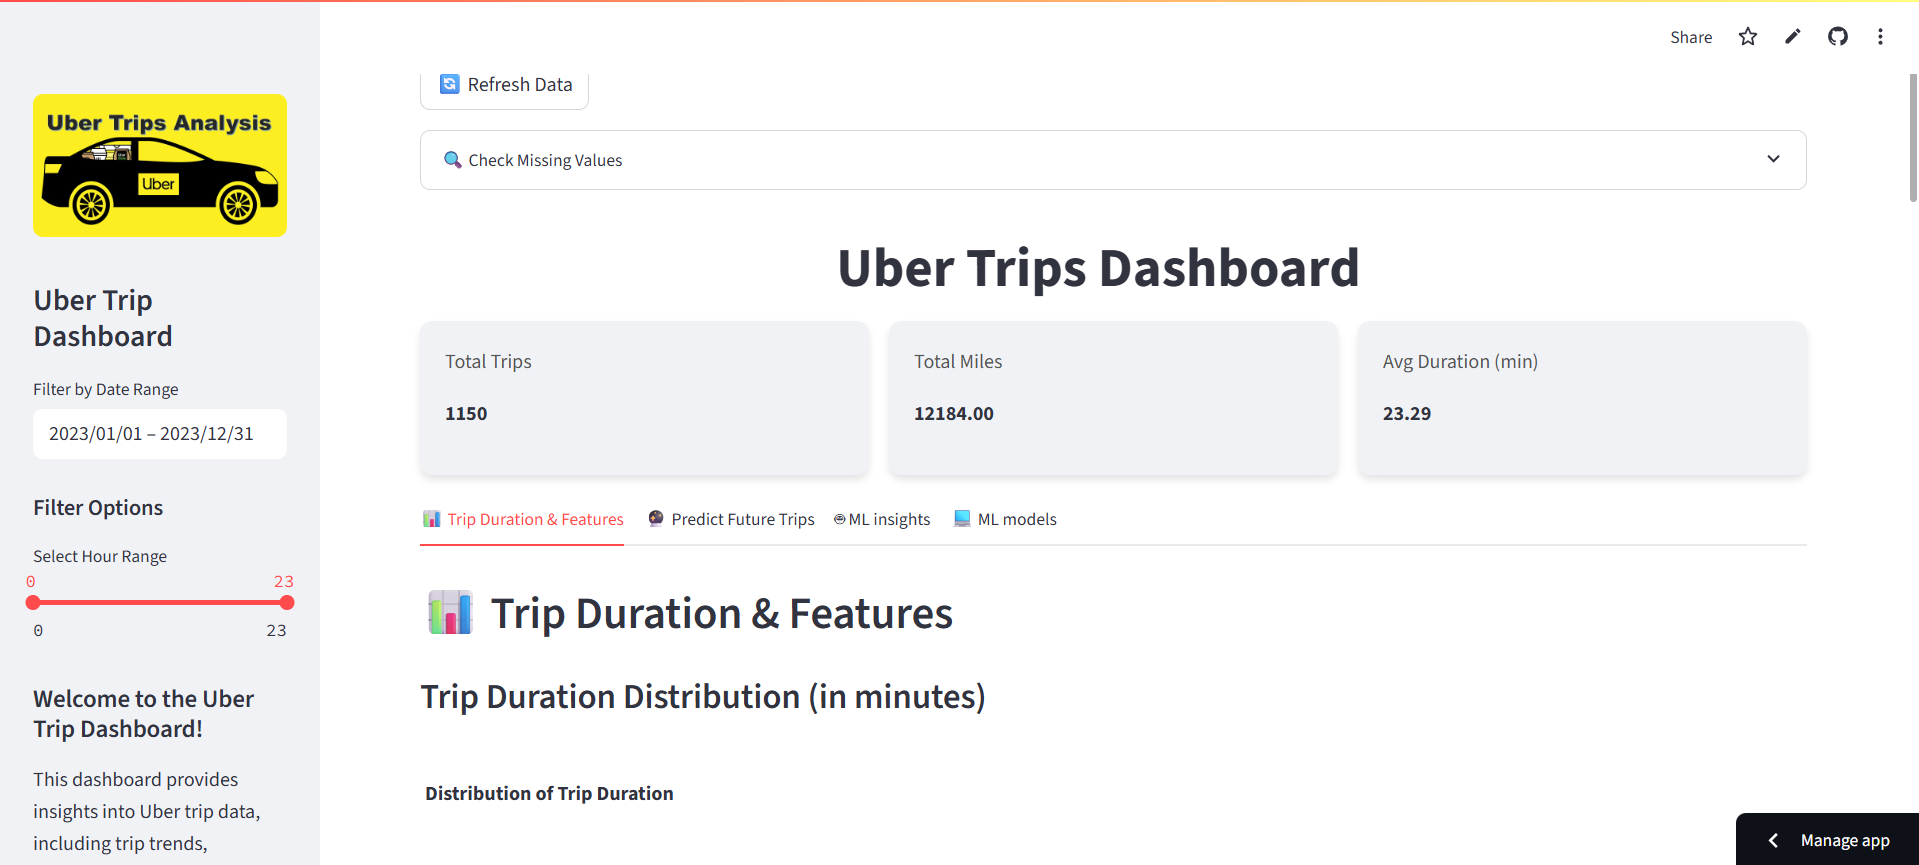 Share
Uber Trips Analysis
Uber
Uber Trip
Dashboard
Filter by Date Range
2023/01/01 – 2023/12/31
Filter Options
Select Hour Range
0 23
0 23
Welcome to the Uber
Trip Dashboard!
This dashboard provides
insights into Uber trip data,
including trip trends,
Refresh Data
Check Missing Values
Uber Trips Dashboard
Total Trips
1150
Total Miles
12184.00
Avg Duration (min)
23.29
Trip Duration & Features
Predict Future Trips
ML insights
ML models
Trip Duration & Features
Trip Duration Distribution (in minutes)
Distribution of Trip Duration
Manage app